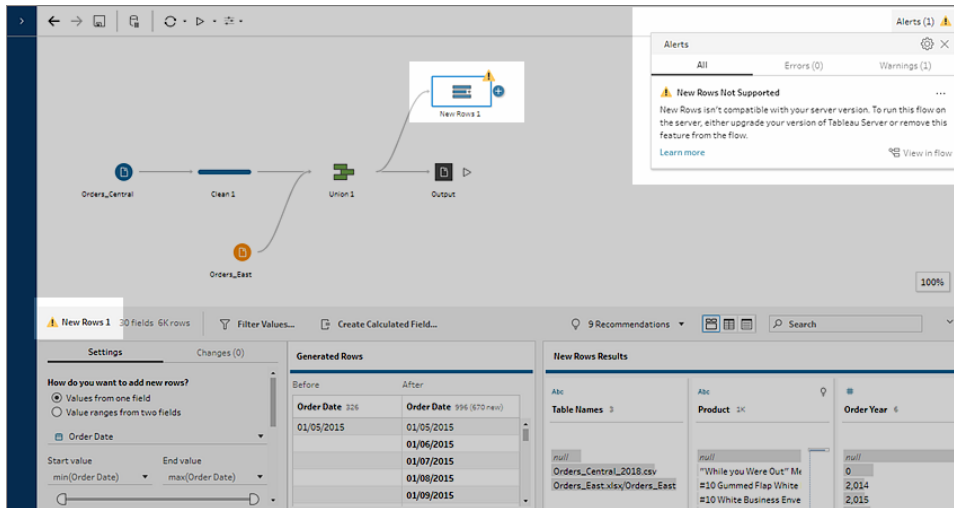 Alerts (1)
Alerts
All
Errors (0)
Warnings (1)
New Rows Not Supported
New Rows isn't compatible with your server version. To run this flow on
the server, either upgrade your version of Tableau Server or remove this
feature from the flow.
Learn more
View in flow
New Rows 1
Orders_Central
Clean 1
Union 1
Output
Orders_East
100%
New Rows 1
30 fields 6K rows
Filter Values...
Create Calculated Field...
9 Recommendations
Search
Settings
Changes (0)
How do you want to add new rows?
Values from one field
Value ranges from two fields
Order Date
Start value
End value
min(Order Date)
max(Order Date)
Generated Rows
Before
After
Order Date 326
Order Date 996 (670 new)
01/05/2015
01/05/2015
01/06/2015
01/07/2015
01/08/2015
01/09/2015
New Rows Results
Abc
Table Names 3
null
Orders_Central_2018.csv
Orders_East.xlsx/Orders_East
Abc
Product 1K
null
"While you Were Out" Me
#10 Gummed Flap White
#10 White Business Enve
#
Order Year 6
null
0
2,014
2,015